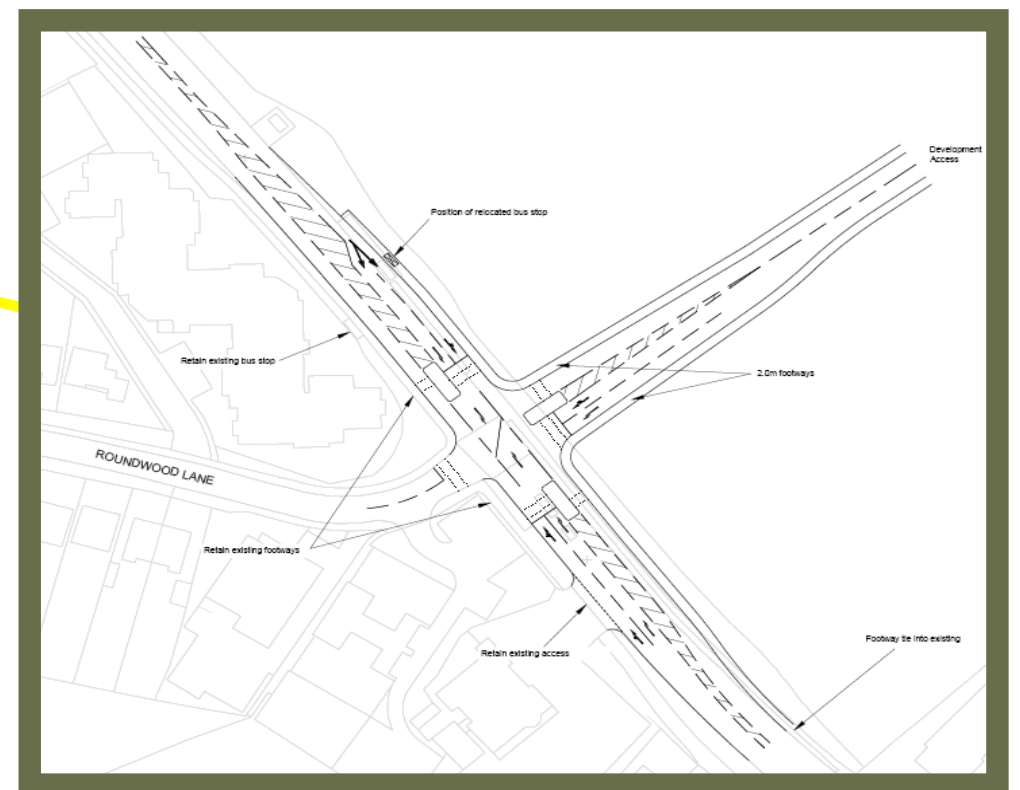 Development
Access
Position of relocated bus stop
Retain existing bus stop
2.0m footways
ROUNDWOOD LANE
Retain existing footways
Footway tie into existing
Retain existing access